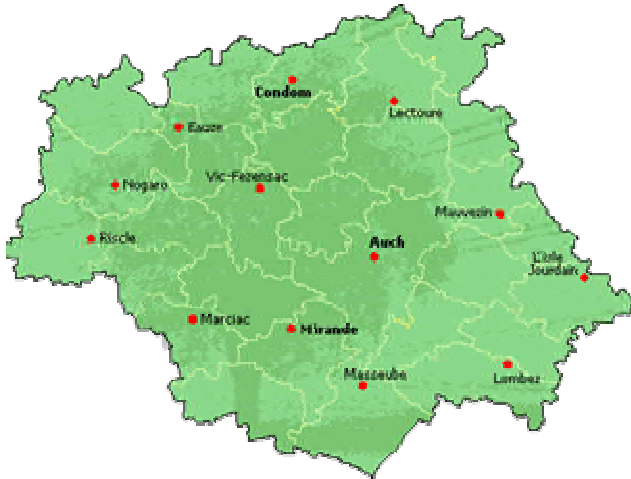 Condom
Lectoure
Eauze
Vic-Fezensac
Nogaro
Mauvezin
Riscle
Auch
L'isle
Jourdain
Marciac
Mirande
Masseube
Lombez